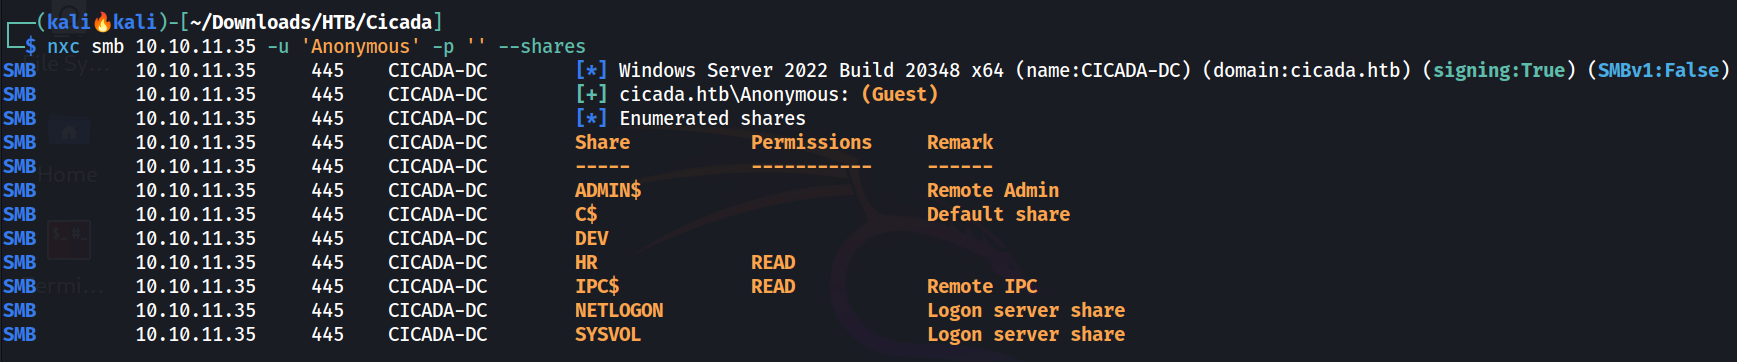 (kali🔥kali)-[~/Downloads/HTB/Cicada]
$ nxc smb 10.10.11.35 -u 'Anonymous' -p '' --shares
SMB 10.10.11.35 445 CICADA-DC [*] Windows Server 2022 Build 20348 x64 (name:CICADA-DC) (domain:cicada.htb) (signing:True) (SMBv1:False)
SMB 10.10.11.35 445 CICADA-DC [+] cicada.htb\Anonymous: (Guest)
SMB 10.10.11.35 445 CICADA-DC [*] Enumerated shares
SMB 10.10.11.35 445 CICADA-DC Share Permissions Remark
SMB 10.10.11.35 445 CICADA-DC ----- ----------- ------
SMB 10.10.11.35 445 CICADA-DC ADMIN$ Remote Admin
SMB 10.10.11.35 445 CICADA-DC C$ Default share
SMB 10.10.11.35 445 CICADA-DC DEV
SMB 10.10.11.35 445 CICADA-DC HR READ
SMB 10.10.11.35 445 CICADA-DC IPC$ READ Remote IPC
SMB 10.10.11.35 445 CICADA-DC NETLOGON Logon server share
SMB 10.10.11.35 445 CICADA-DC SYSVOL Logon server share
Home